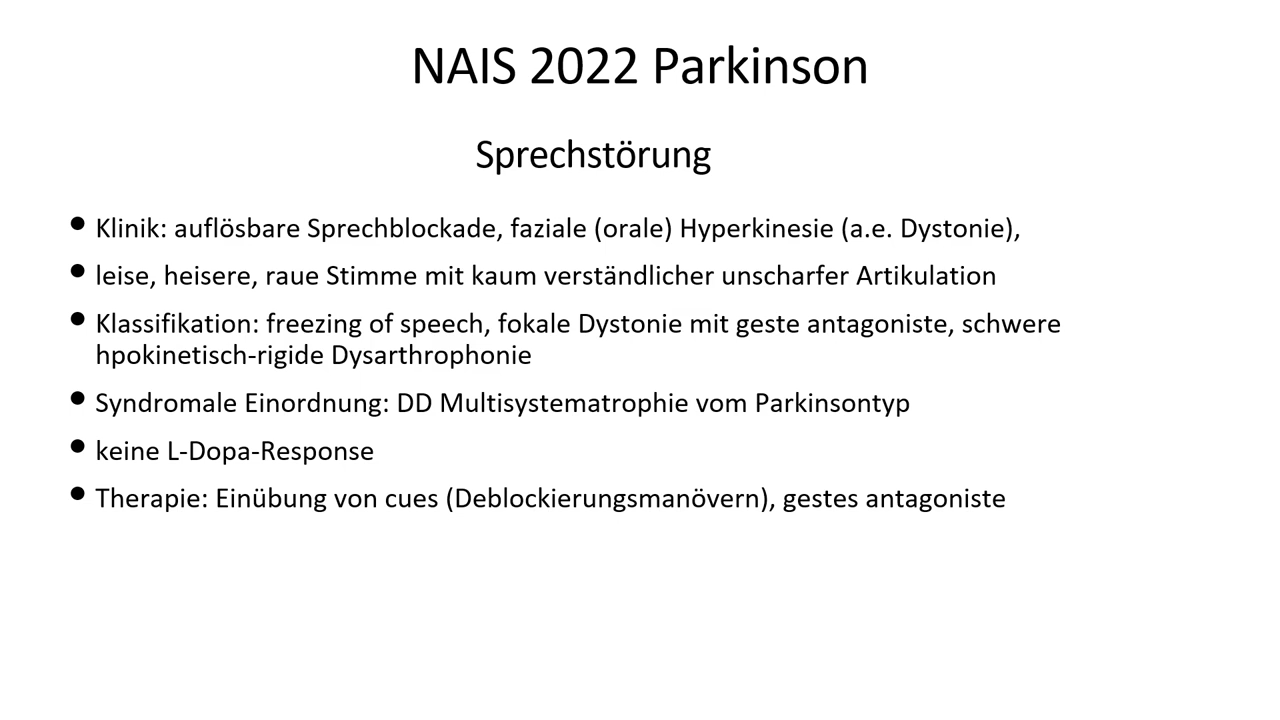 NAIS 2022 Parkinson
Sprechstörung
• Klinik: auflösbare Sprechblockade, faziale (orale) Hyperkinesie (a.e. Dystonie),
• leise, heisere, raue Stimme mit kaum verständlicher unscharfer Artikulation
• Klassifikation: freezing of speech, fokale Dystonie mit geste antagoniste, schwere
hpokinetisch-rigide Dysarthrophonie
• Syndromale Einordnung: DD Multisystematrophie vom Parkinsontyp
• keine L-Dopa-Response
• Therapie: Einübung von cues (Deblockierungsmanövern), gestes antagoniste